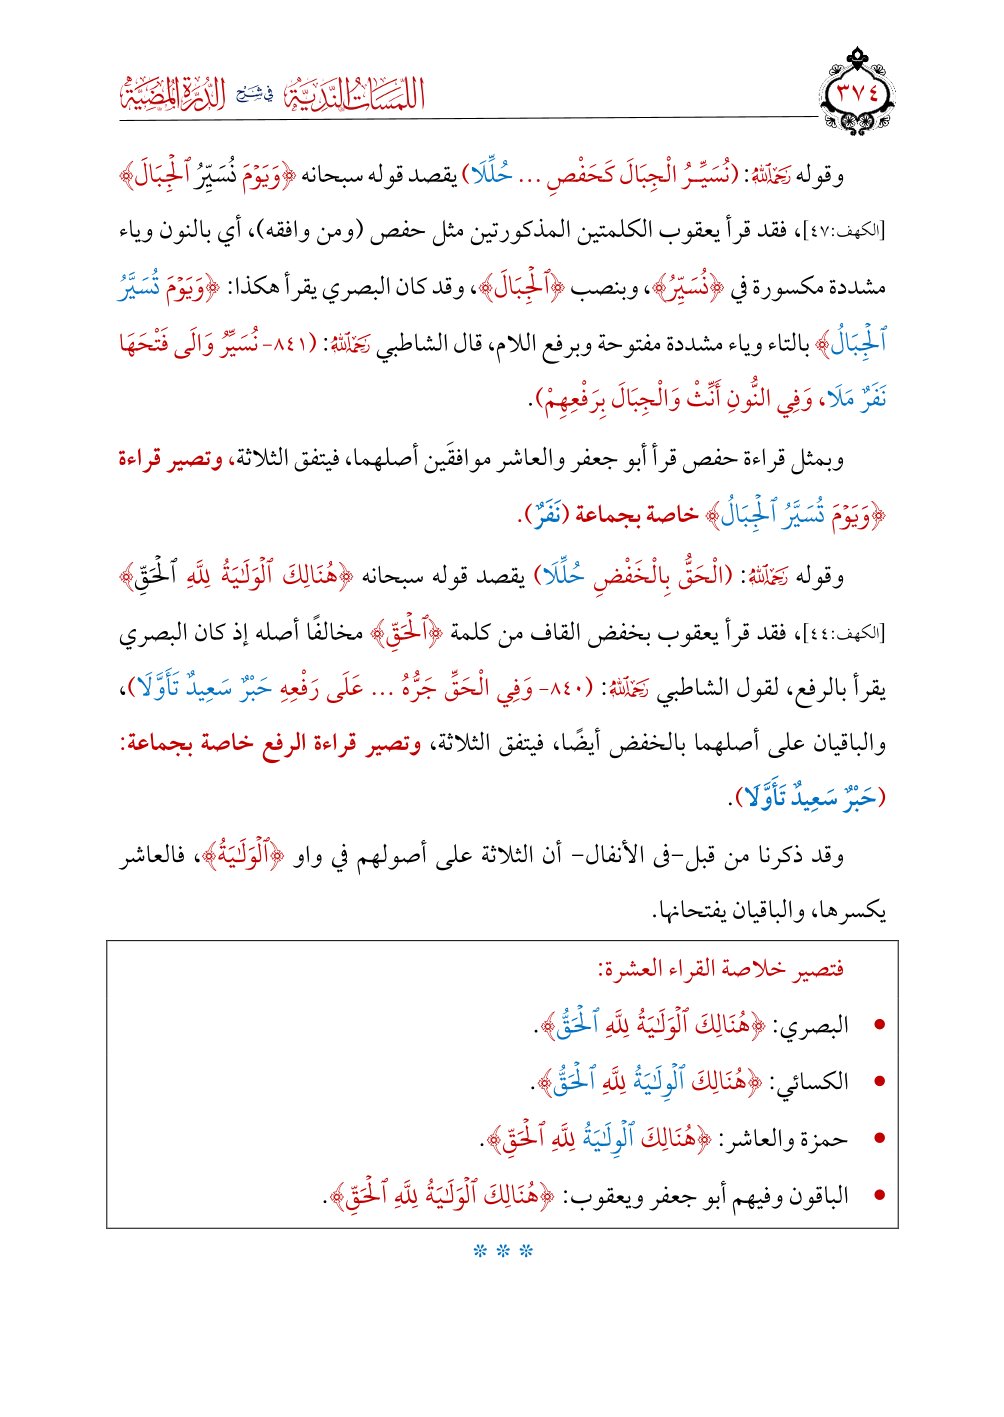 ٣٧٤
اللمسات الندية في شرح الدرة المضية
وقوله رَحِمَهُ ٱللَّهُ: (نُسَيِّـرُ الْجِبَالَ كَحَفْصٍ ... حُلِّلَا) يقصد قوله سبحانه ﴿وَيَوْمَ نُسَيِّرُ ٱلْجِبَالَ﴾
[الكهف:٤٧]، فقد قرأ يعقوب الكلمتين المذكورتين مثل حفص (ومن وافقه)، أي بالنون وياء
مشددة مكسورة في ﴿نُسَيِّرُ﴾، وبنصب ﴿ٱلْجِبَالَ﴾، وقد كان البصري يقرأ هكذا: ﴿وَيَوْمَ تُسَيَّرُ
ٱلْجِبَالُ﴾ بالتاء وياء مشددة مفتوحة وبرفع اللام، قال الشاطبي رَحِمَهُ ٱللَّهُ: (٨٤١- نُسَيِّرُ وَالَى فَتْحَهَا
نَفَرٌ مَلَا، وَفِي النُّونِ أَنِّثْ وَالْجِبَالَ بِرَفْعِهِمْ).
وبمثل قراءة حفص قرأ أبو جعفر والعاشر موافقَين أصلهما، فيتفق الثلاثة، وتصير قراءة
﴿وَيَوْمَ تُسَيَّرُ ٱلْجِبَالُ﴾ خاصة بجماعة (نَفَرٌ).
وقوله رَحِمَهُ ٱللَّهُ: (الْحَقُّ بِالْخَفْضِ حُلِّلَا) يقصد قوله سبحانه ﴿هُنَالِكَ ٱلْوَلَـٰيَةُ لِلَّهِ ٱلْحَقِّ﴾
[الكهف:٤٤]، فقد قرأ يعقوب بخفض القاف من كلمة ﴿ٱلْحَقِّ﴾ مخالفًا أصله إذ كان البصري
يقرأ بالرفع، لقول الشاطبي رَحِمَهُ ٱللَّهُ: (٨٤٠- وَفِي الْحَقِّ جَرُّهُ ... عَلَى رَفْعِهِ حَبْرٌ سَعِيدٌ تَأَوَّلَا)،
والباقيان على أصلهما بالخفض أيضًا، فيتفق الثلاثة، وتصير قراءة الرفع خاصة بجماعة:
(حَبْرٌ سَعِيدٌ تَأَوَّلَا).
وقد ذكرنا من قبل–فى الأنفال– أن الثلاثة على أصولهم في واو ﴿ٱلْوَلَـٰيَةُ﴾، فالعاشر
يكسرها، والباقيان يفتحانها.
فتصير خلاصة القراء العشرة:
• البصري: ﴿هُنَالِكَ ٱلْوَلَـٰيَةُ لِلَّهِ ٱلْحَقُّ﴾.
• الكسائي: ﴿هُنَالِكَ ٱلْوَلَـٰيَةُ لِلَّهِ ٱلْحَقُّ﴾.
• حمزة والعاشر: ﴿هُنَالِكَ ٱلْوِلَـٰيَةُ لِلَّهِ ٱلْحَقِّ﴾.
• الباقون وفيهم أبو جعفر ويعقوب: ﴿هُنَالِكَ ٱلْوَلَـٰيَةُ لِلَّهِ ٱلْحَقِّ﴾.
* * *